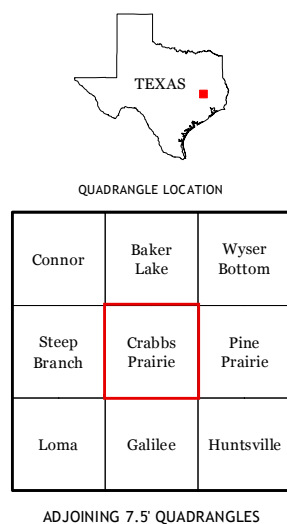 TEXAS
QUADRANGLE LOCATION
Connor
Baker
Lake
Wyser
Bottom
Steep
Branch
Crabbs
Prairie
Pine
Prairie
Loma
Galilee
Huntsville
ADJOINING 7.5' QUADRANGLES